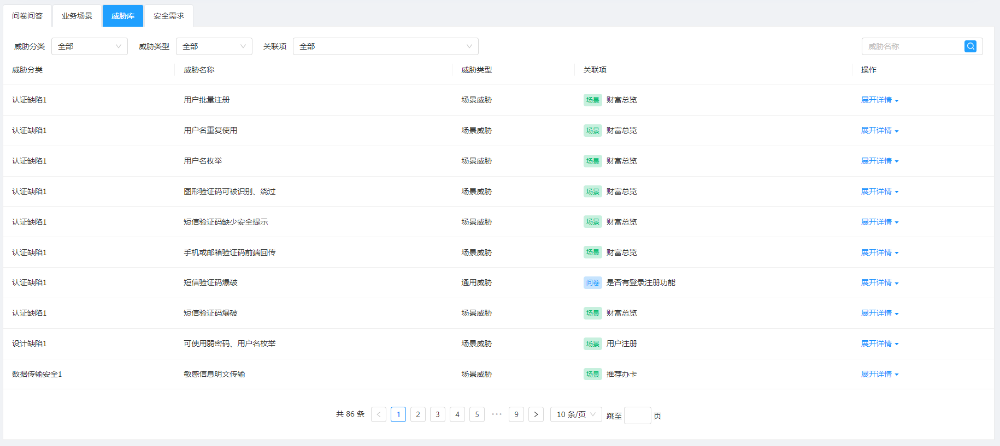 问卷问答 业务场景 威胁库 安全需求
威胁分类 全部 威胁类型 全部 关联项 全部 威胁名称
威胁分类 威胁名称 威胁类型 关联项 操作
认证缺陷1 用户批量注册 场景威胁 场景 财富总览 展开详情
认证缺陷1 用户名重复使用 场景威胁 场景 财富总览 展开详情
认证缺陷1 用户名枚举 场景威胁 场景 财富总览 展开详情
认证缺陷1 图形验证码可被识别、绕过 场景威胁 场景 财富总览 展开详情
认证缺陷1 短信验证码缺少安全提示 场景威胁 场景 财富总览 展开详情
认证缺陷1 手机或邮箱验证码前端回传 场景威胁 场景 财富总览 展开详情
认证缺陷1 短信验证码爆破 通用威胁 问卷 是否有登录注册功能 展开详情
认证缺陷1 短信验证码爆破 场景威胁 场景 财富总览 展开详情
设计缺陷1 可使用弱密码、用户名枚举 场景威胁 场景 用户注册 展开详情
数据传输安全1 敏感信息明文传输 场景威胁 场景 推荐办卡 展开详情
共 86 条 < 1 2 3 4 5 ••• 9 > 10 条/页 跳至 页